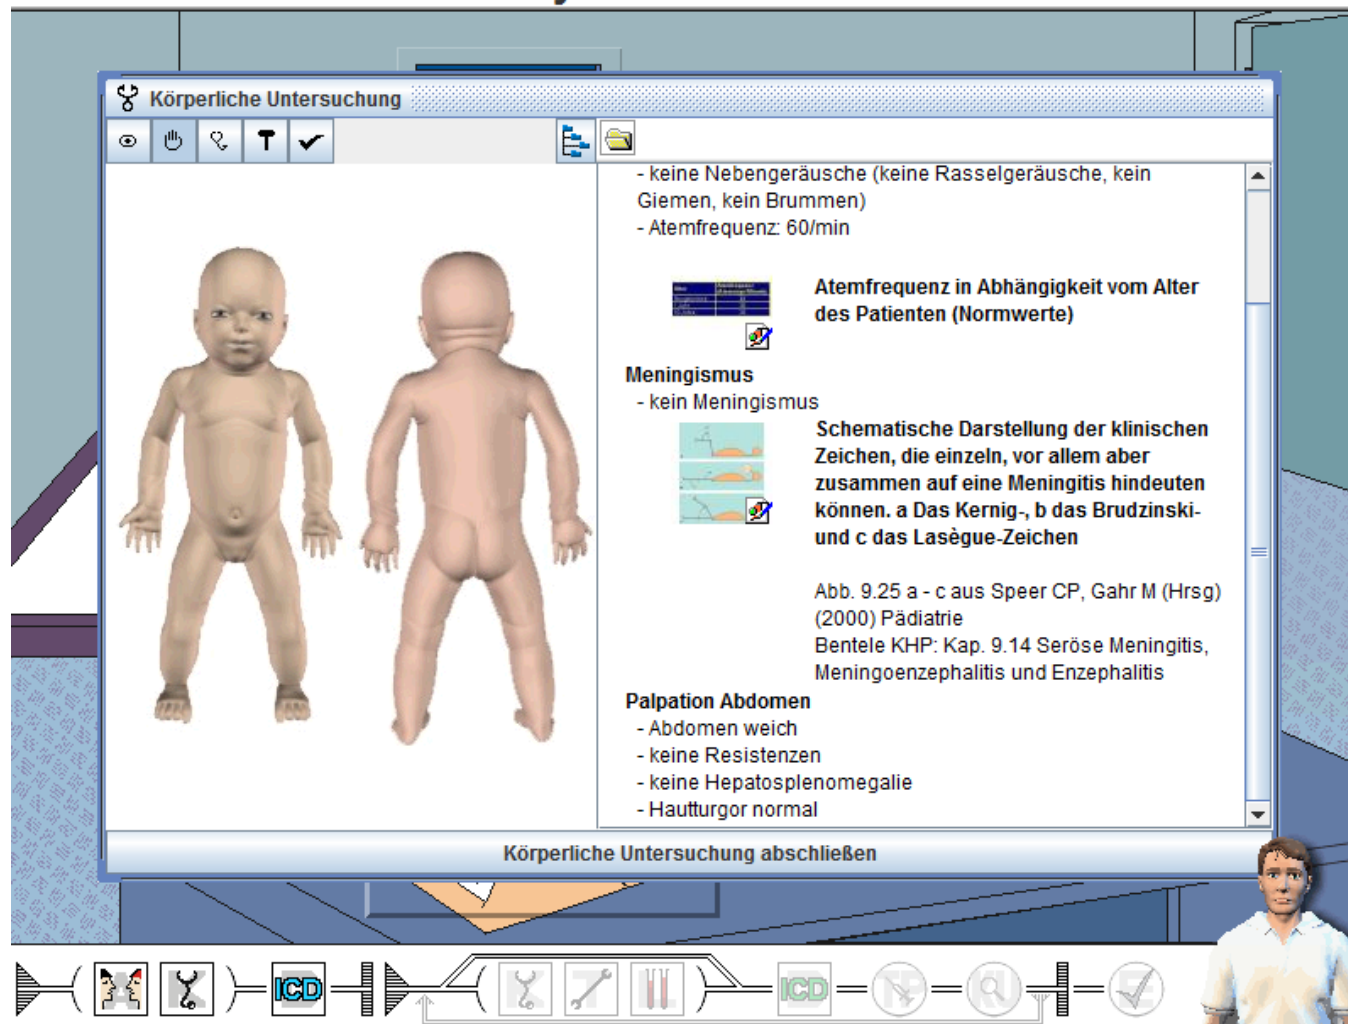 Körperliche Untersuchung
- keine Nebengeräusche (keine Rasselgeräusche, kein
Giemen, kein Brummen)
- Atemfrequenz: 60/min
Atemfrequenz in Abhängigkeit vom Alter
des Patienten (Normwerte)
Meningismus
- kein Meningismus
Schematische Darstellung der klinischen
Zeichen, die einzeln, vor allem aber
zusammen auf eine Meningitis hindeuten
können. a Das Kernig-, b das Brudzinski-
und c das Lasègue-Zeichen
Abb. 9.25 a - c aus Speer CP, Gahr M (Hrsg)
(2000) Pädiatrie
Bentele KHP: Kap. 9.14 Seröse Meningitis,
Meningoenzephalitis und Enzephalitis
Palpation Abdomen
- Abdomen weich
- keine Resistenzen
- keine Hepatosplenomegalie
- Hautturgor normal
Körperliche Untersuchung abschließen
A K ICD K T L ICD TP KU E